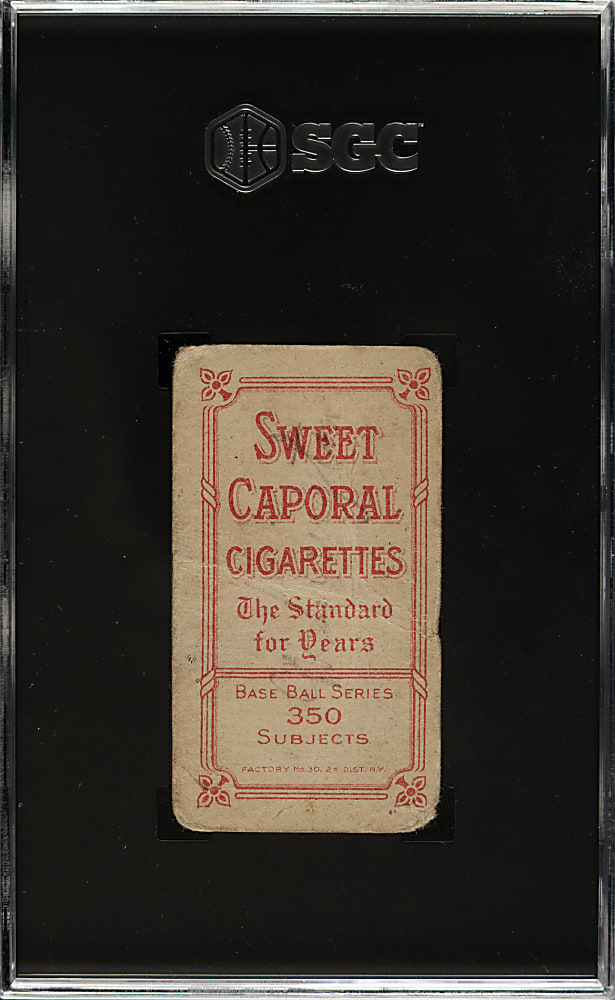 SGC
SWEET
CAPORAL
CIGARETTES
The Standard
for Years
BASE BALL SERIES
350
SUBJECTS
FACTORY No. 30, 2ND DIST. N.Y.